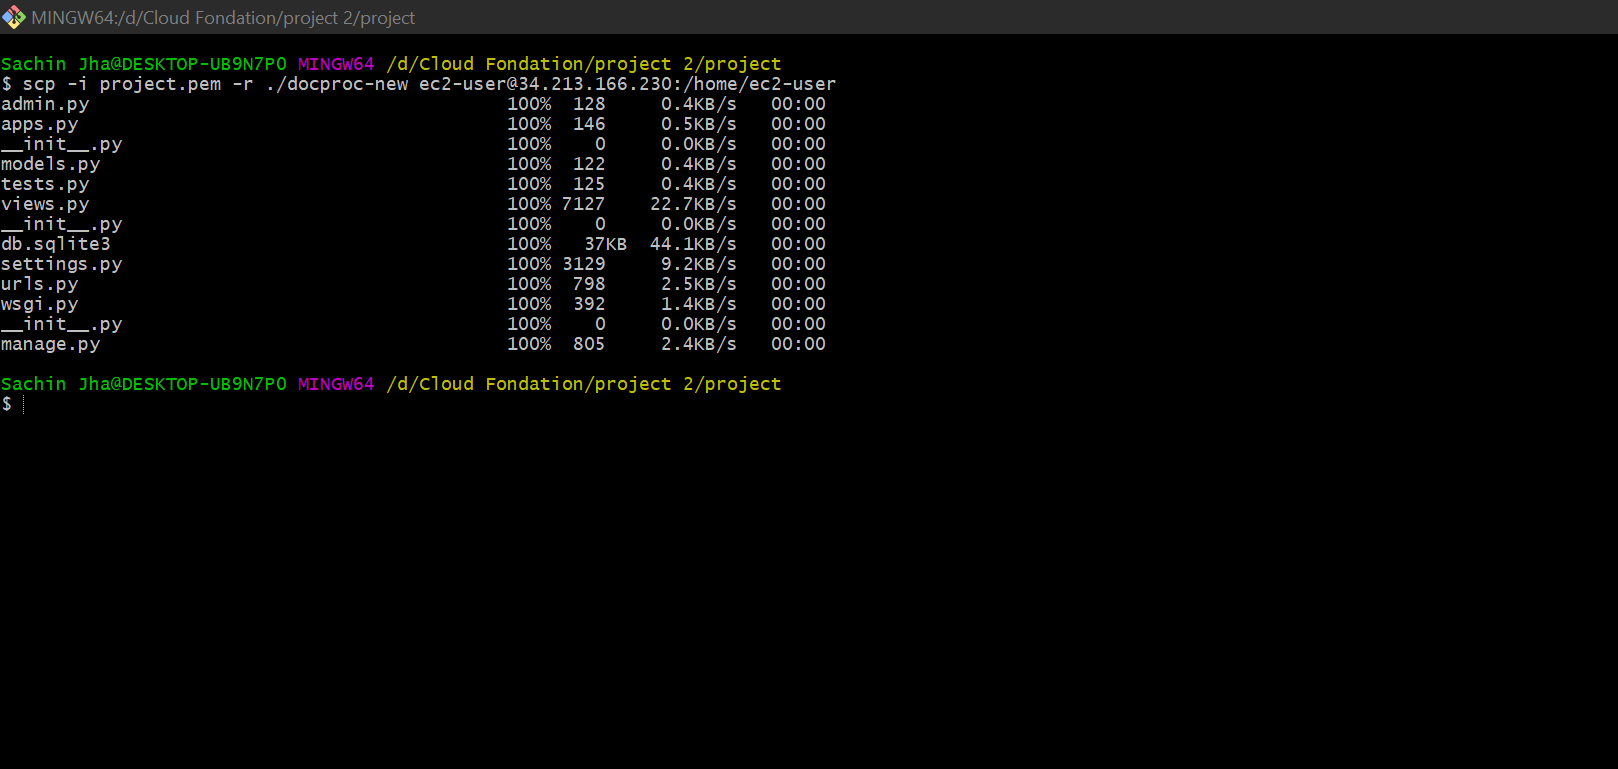 MINGW64:/d/Cloud Fondation/project 2/project
Sachin Jha@DESKTOP-UB9N7P0 MINGW64 /d/Cloud Fondation/project 2/project
$ scp -i project.pem -r ./docproc-new ec2-user@34.213.166.230:/home/ec2-user
admin.py 100% 128 0.4KB/s 00:00
apps.py 100% 146 0.5KB/s 00:00
__init__.py 100% 0 0.0KB/s 00:00
models.py 100% 122 0.4KB/s 00:00
tests.py 100% 125 0.4KB/s 00:00
views.py 100% 7127 22.7KB/s 00:00
__init__.py 100% 0 0.0KB/s 00:00
db.sqlite3 100% 37KB 44.1KB/s 00:00
settings.py 100% 3129 9.2KB/s 00:00
urls.py 100% 798 2.5KB/s 00:00
wsgi.py 100% 392 1.4KB/s 00:00
__init__.py 100% 0 0.0KB/s 00:00
manage.py 100% 805 2.4KB/s 00:00
Sachin Jha@DESKTOP-UB9N7P0 MINGW64 /d/Cloud Fondation/project 2/project
$